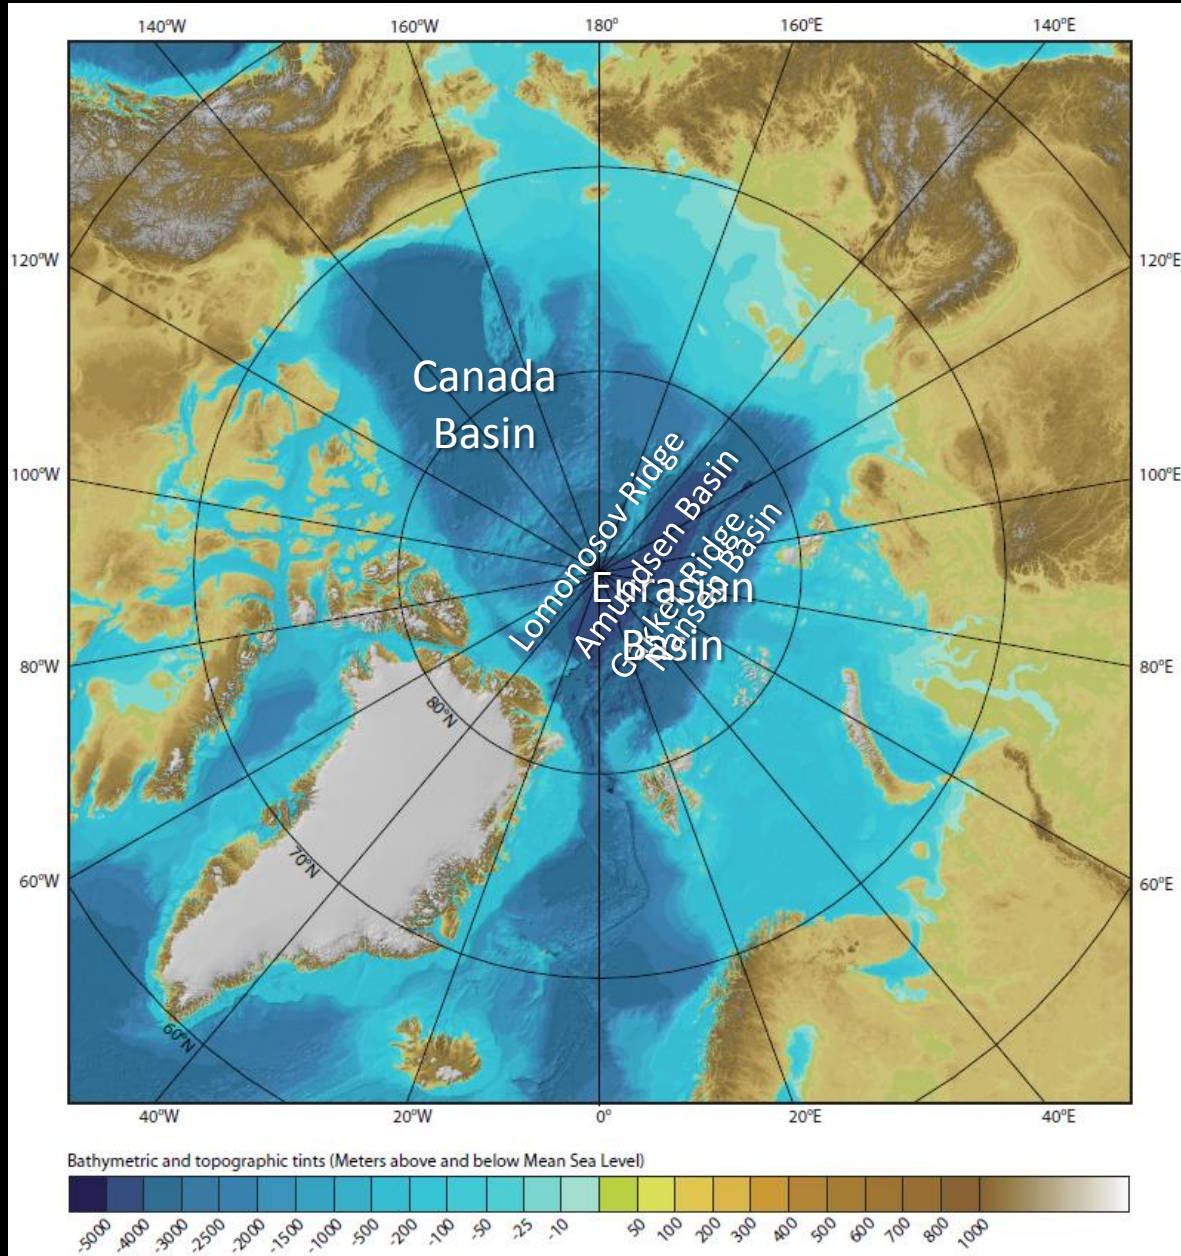 140°W 160°W 180° 160°E 140°E
120°W
120°E
Canada
Basin
100°W
100°E
Lomonosov Ridge
Amundsen Basin
Gakkel Ridge
Nansen Basin
Eurasian
Basin
80°W
80°E
80°N
70°N
60°W
60°E
60°N
40°W 20°W 0° 20°E 40°E
Bathymetric and topographic tints (Meters above and below Mean Sea Level)
-5000 -4000 -3000 -2500 -2000 -1500 -1000 -500 -200 -100 -50 -25 -10 50 100 200 300 400 500 600 700 800 1000